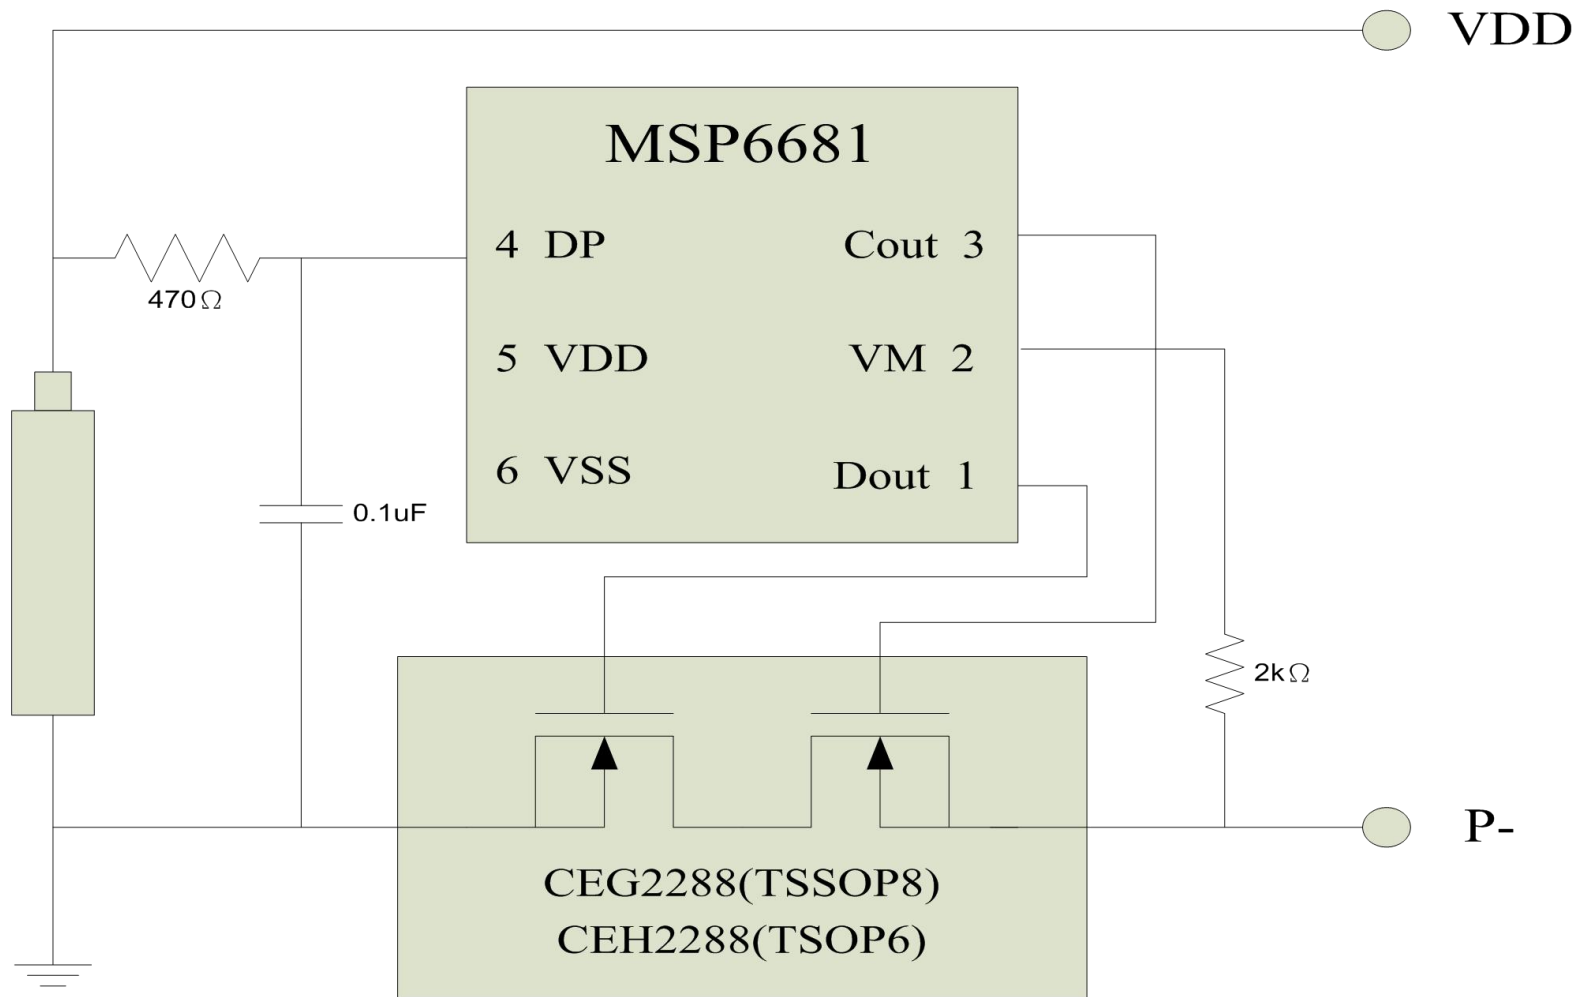 VDD
MSP6681
4 DP
Cout 3
470Ω
5 VDD
VM 2
6 VSS
Dout 1
0.1uF
2kΩ
P-
CEG2288(TSSOP8)
CEH2288(TSOP6)